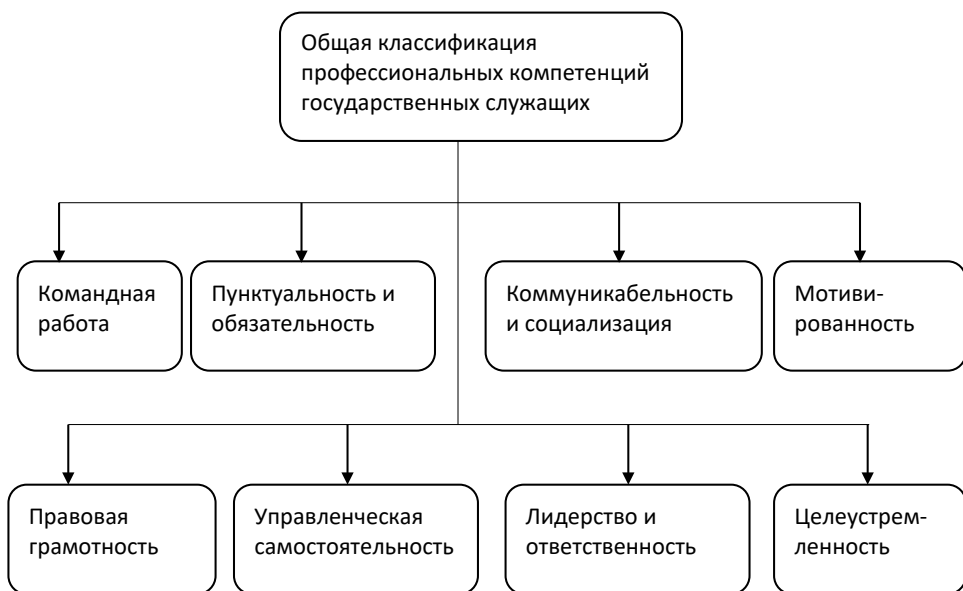 Общая классификация
профессиональных компетенций
государственных служащих
Командная
работа
Пунктуальность и
обязательность
Коммуникабельность
и социализация
Мотиви-
рованность
Правовая
грамотность
Управленческая
самостоятельность
Лидерство и
ответственность
Целеустрем-
ленность